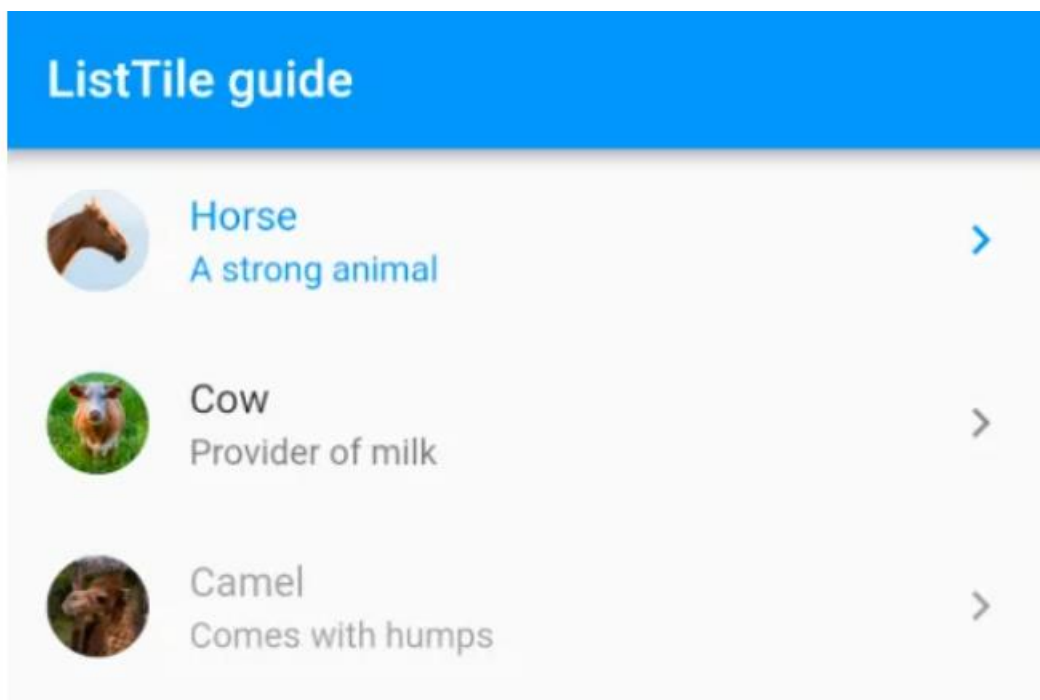 ListTile guide
Horse
A strong animal
Cow
Provider of milk
Camel
Comes with humps